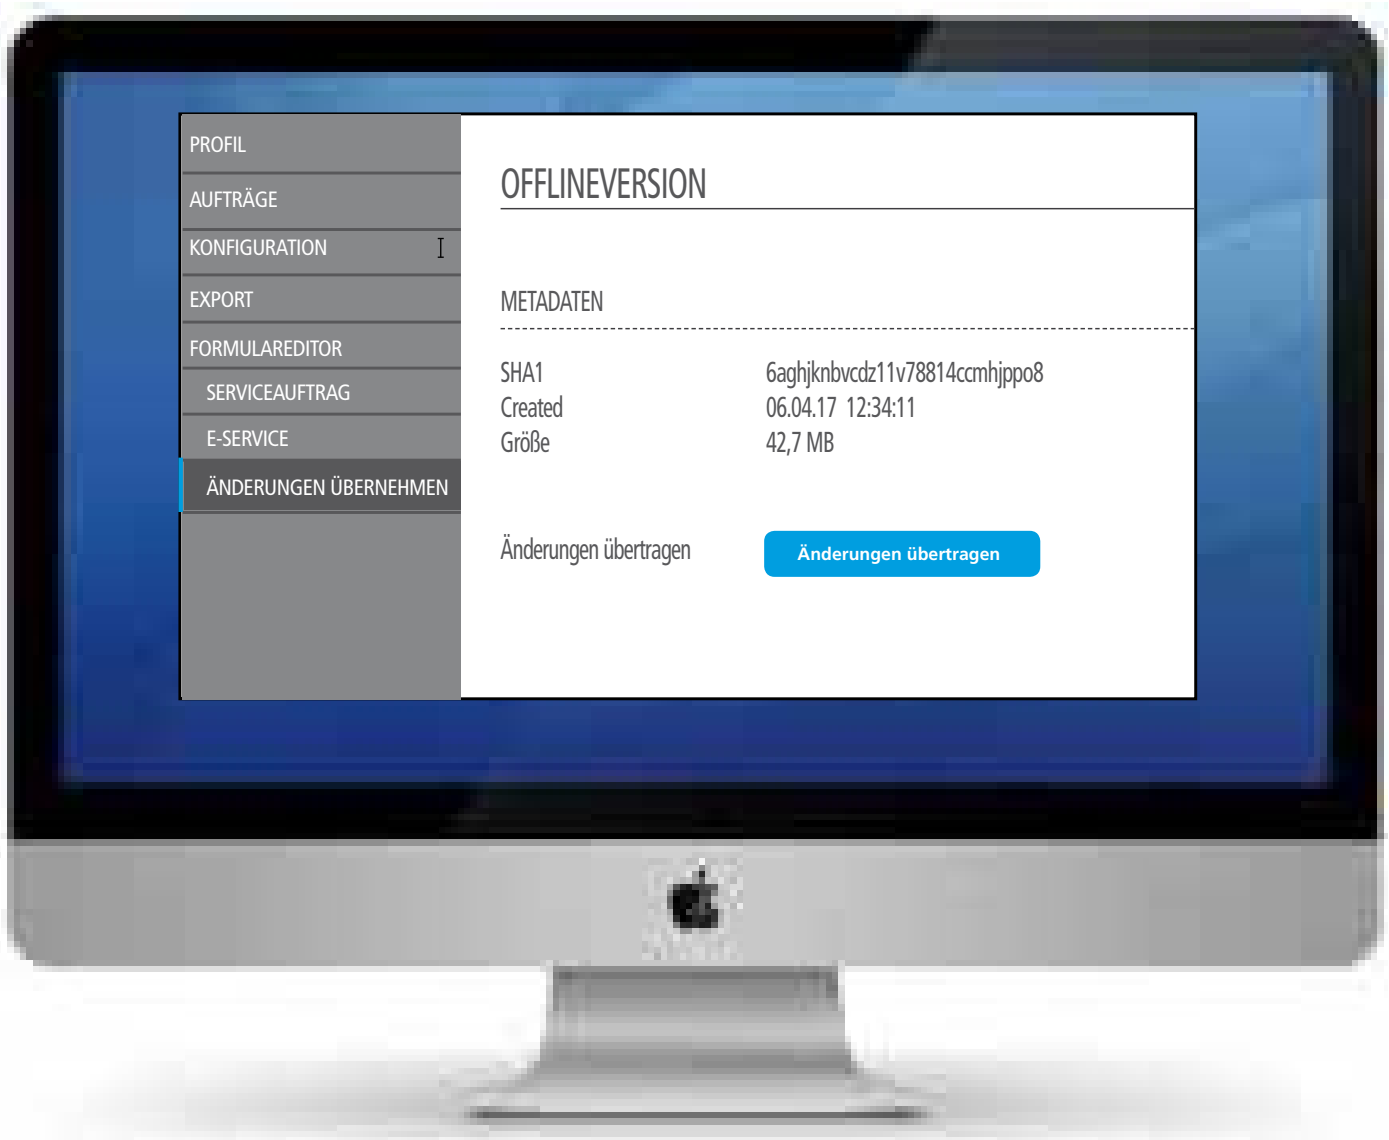 PROFIL
AUFTRÄGE
KONFIGURATION
EXPORT
FORMULAREDITOR
SERVICEAUFTRAG
E-SERVICE
ÄNDERUNGEN ÜBERNEHMEN
OFFLINEVERSION
METADATEN
SHA1 6aghjknbvcdz11v78814ccmhjppo8
Created 06.04.17 12:34:11
Größe 42,7 MB
Änderungen übertragen Änderungen übertragen